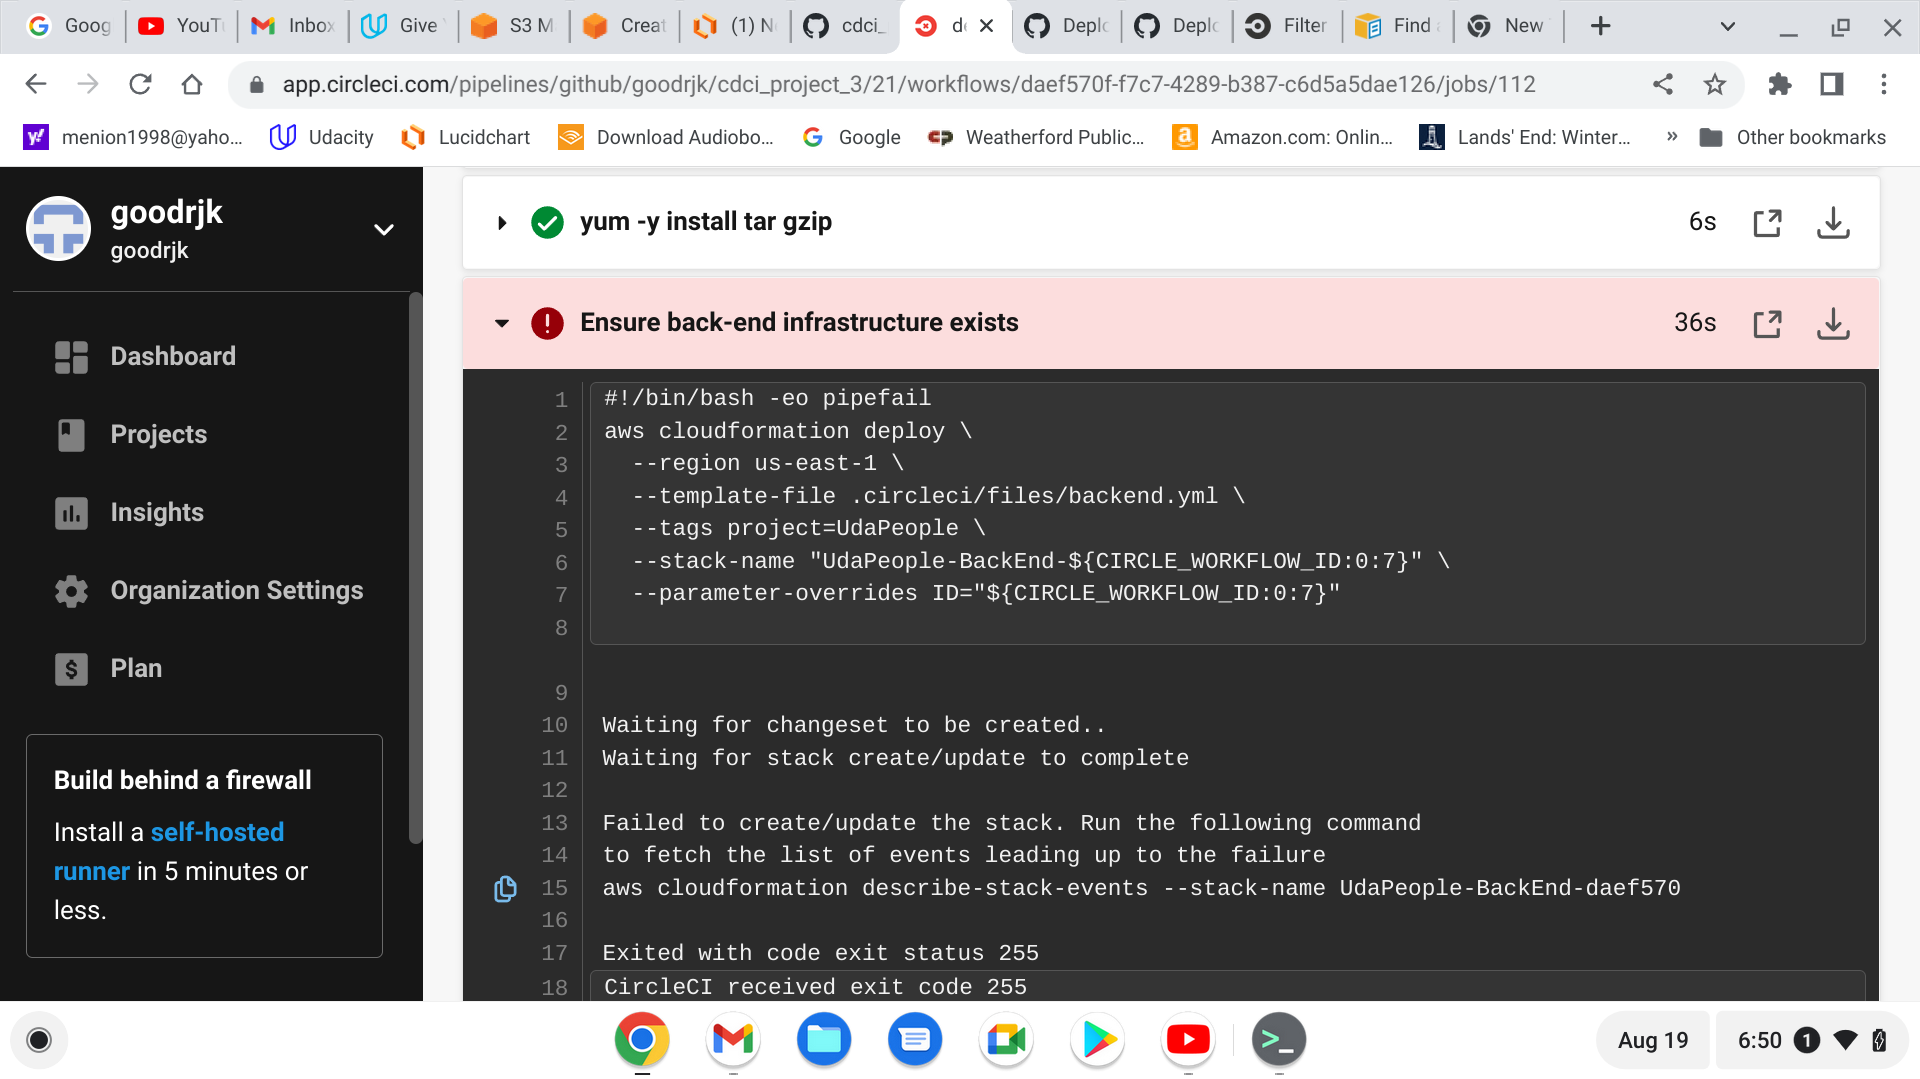 Goog
YouT
Inbox
Give
S3 M
Creat
(1) N
cdci_
de
Deplo
Deplo
Filter
Find
New
app.circleci.com/pipelines/github/goodrjk/cdci_project_3/21/workflows/daef570f-f7c7-4289-b387-c6d5a5dae126/jobs/112
menion1998@yaho...
Udacity
Lucidchart
Download Audiobo...
Google
Weatherford Public...
Amazon.com: Onlin...
Lands' End: Winter...
»
Other bookmarks
goodrjk
goodrjk
Dashboard
Projects
Insights
Organization Settings
Plan
Build behind a firewall
Install a self-hosted
runner in 5 minutes or
less.
yum -y install tar gzip
6s
Ensure back-end infrastructure exists
36s
1 #!/bin/bash -eo pipefail
2 aws cloudformation deploy \
3 --region us-east-1 \
4 --template-file .circleci/files/backend.yml \
5 --tags project=UdaPeople \
6 --stack-name "UdaPeople-BackEnd-${CIRCLE_WORKFLOW_ID:0:7}" \
7 --parameter-overrides ID="${CIRCLE_WORKFLOW_ID:0:7}"
8
9
10 Waiting for changeset to be created..
11 Waiting for stack create/update to complete
12
13 Failed to create/update the stack. Run the following command
14 to fetch the list of events leading up to the failure
15 aws cloudformation describe-stack-events --stack-name UdaPeople-BackEnd-daef570
16
17 Exited with code exit status 255
18 CircleCI received exit code 255
Aug 19
6:50
1